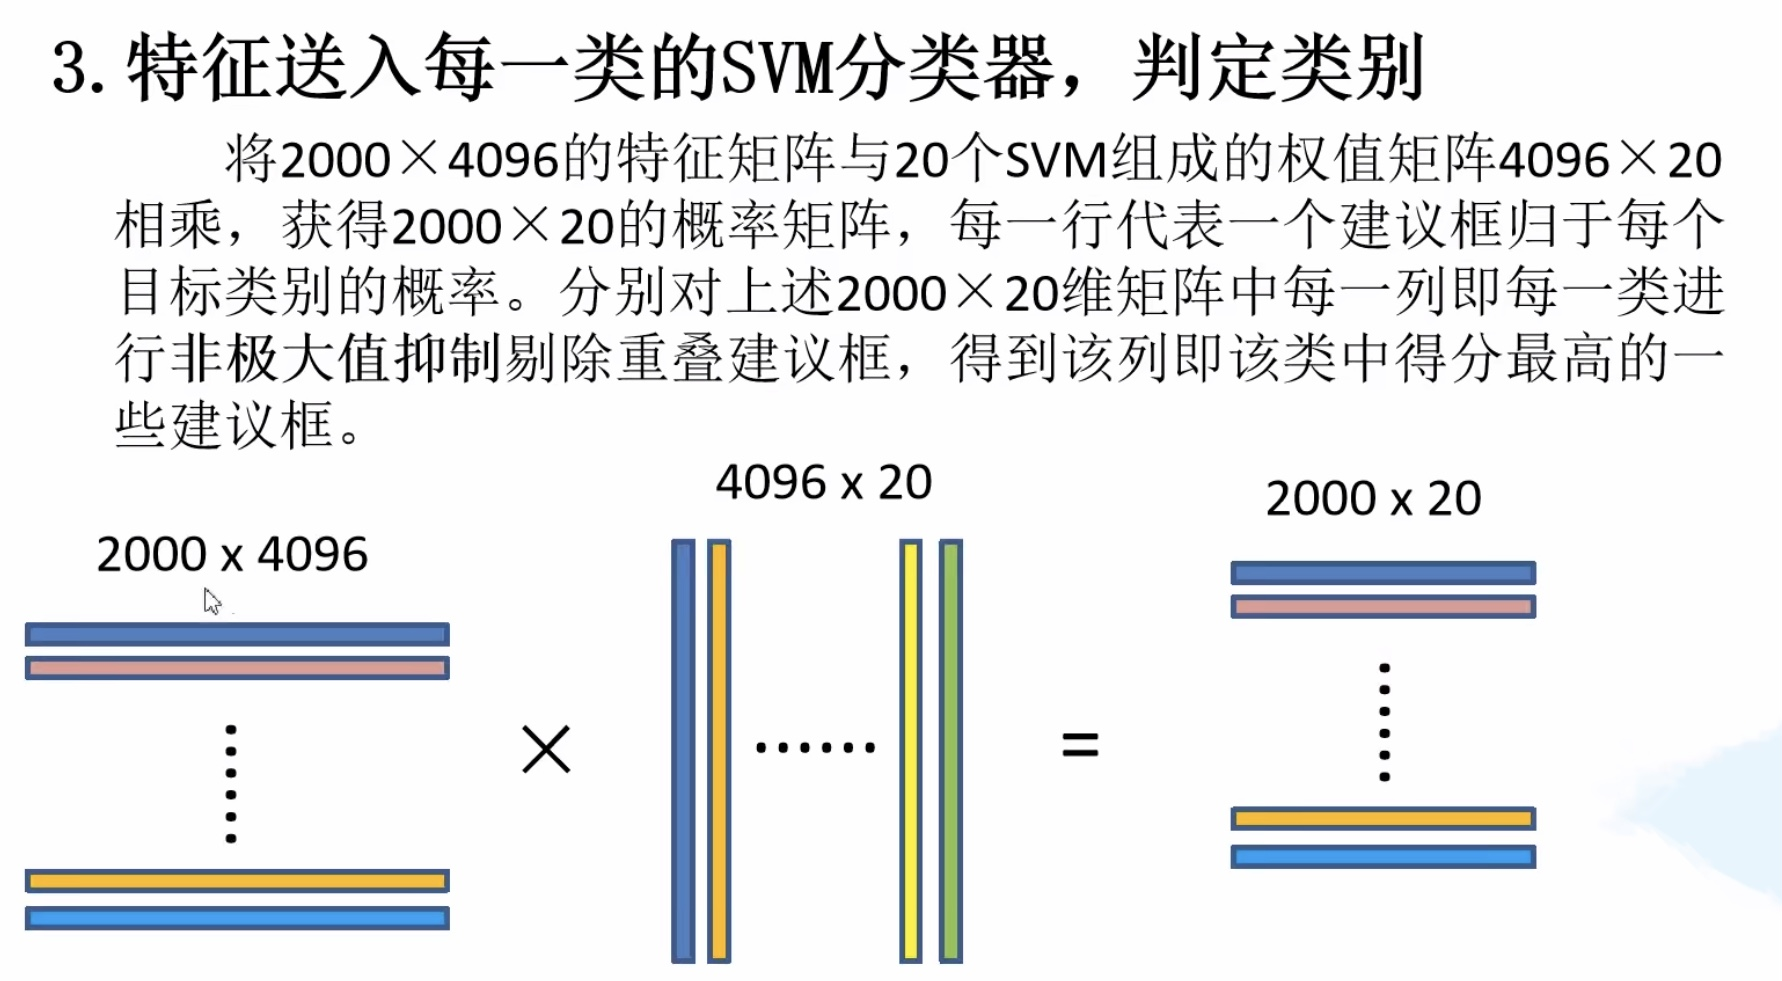 3. 特征送入每一类的SVM分类器，判定类别
将2000×4096的特征矩阵与20个SVM组成的权值矩阵4096×20
相乘，获得2000×20的概率矩阵，每一行代表一个建议框归于每个
目标类别的概率。分别对上述2000×20维矩阵中每一列即每一类进
行非极大值抑制剔除重叠建议框，得到该列即该类中得分最高的一
些建议框。
4096 x 20
2000 x 20
2000 x 4096
× ...... =